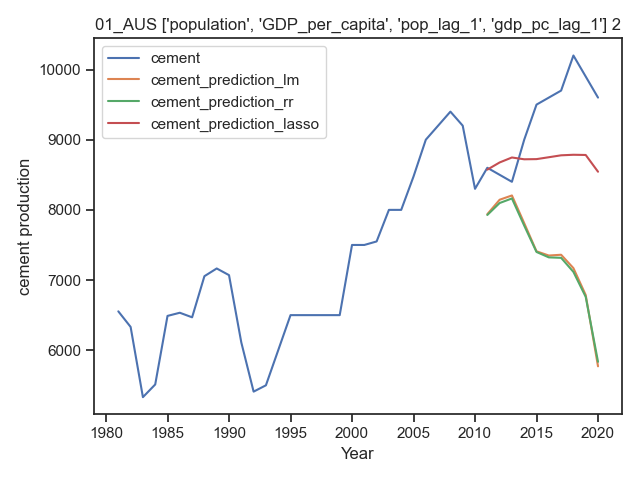 01_AUS ['population', 'GDP_per_capita', 'pop_lag_1', 'gdp_pc_lag_1'] 2
cement
cement_prediction_lm
cement_prediction_rr
cement_prediction_lasso
cement production
10000
9000
8000
7000
6000
1980 1985 1990 1995 2000 2005 2010 2015 2020
Year